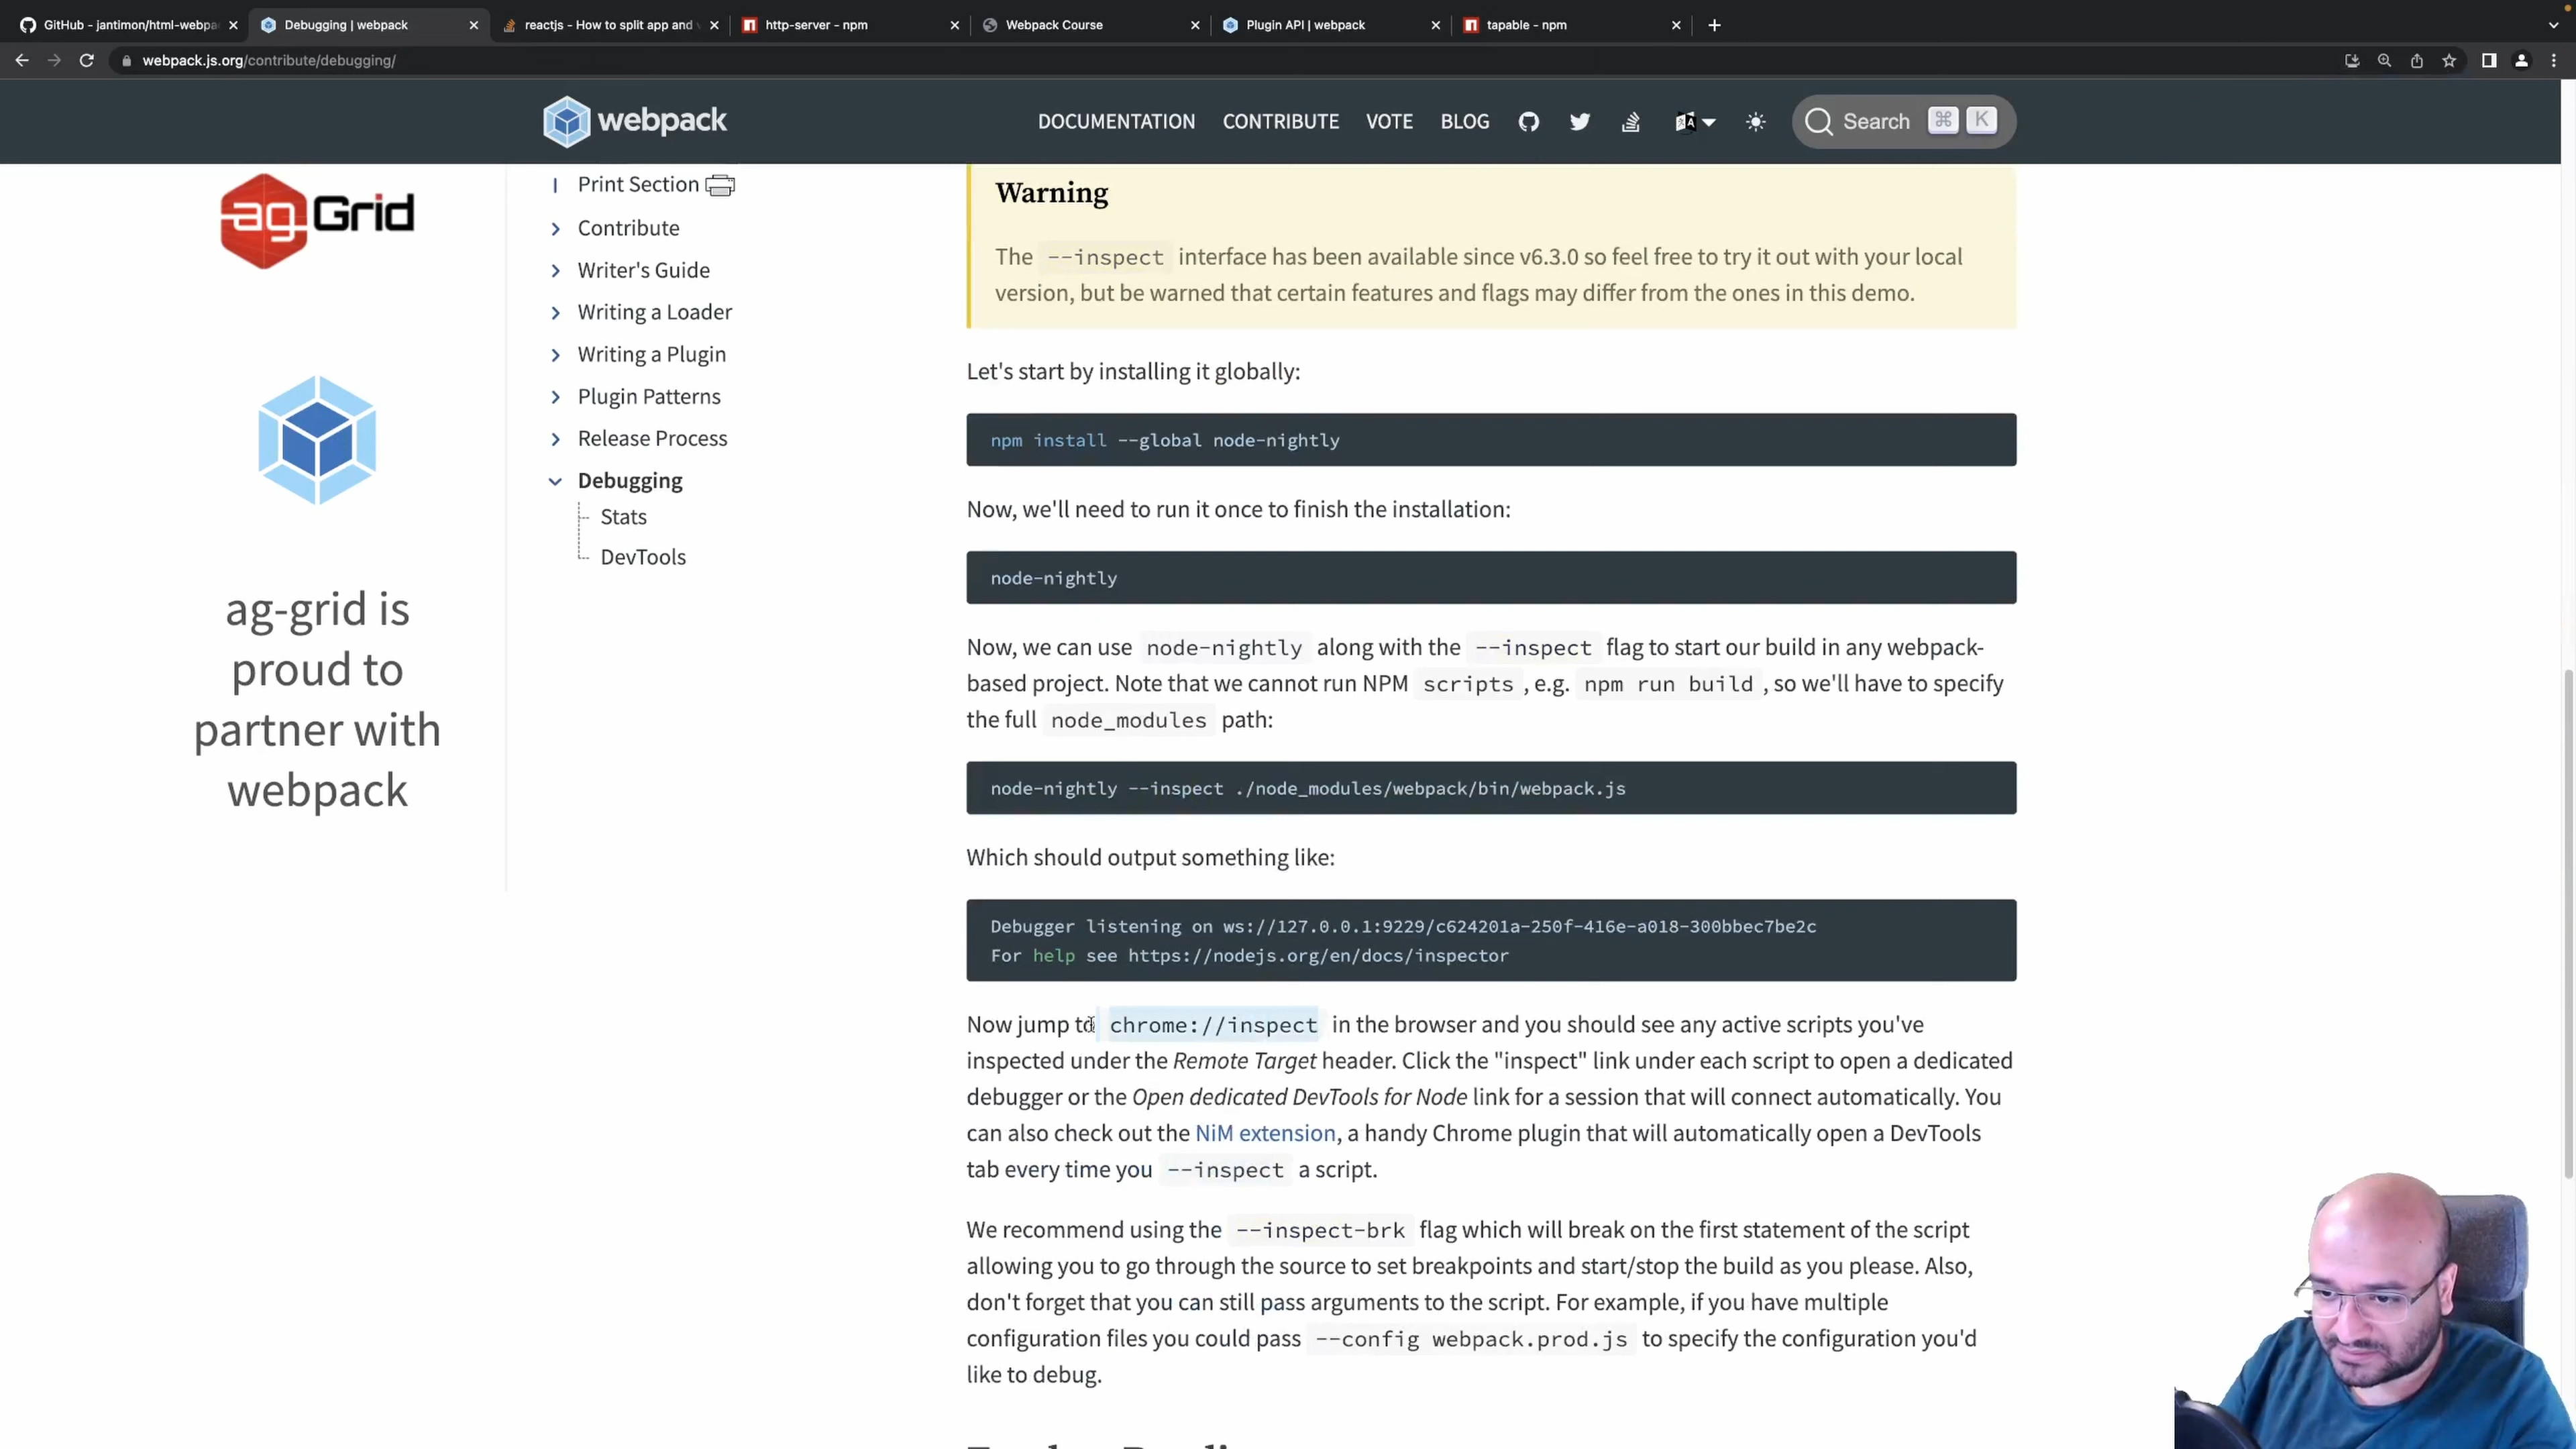 GitHub - jantimon/html-webpa
Debugging | webpack
reactjs - How to split app and
http-server - npm
Webpack Course
Plugin API | webpack
tapable - npm
webpack.js.org/contribute/debugging/
webpack
DOCUMENTATION
CONTRIBUTE
VOTE
BLOG
Search ⌘ K
ag Grid
ag-grid is
proud to
partner with
webpack
Print Section
Contribute
Writer's Guide
Writing a Loader
Writing a Plugin
Plugin Patterns
Release Process
Debugging
Stats
DevTools
Warning
The --inspect interface has been available since v6.3.0 so feel free to try it out with your local
version, but be warned that certain features and flags may differ from the ones in this demo.
Let's start by installing it globally:
npm install --global node-nightly
Now, we'll need to run it once to finish the installation:
node-nightly
Now, we can use node-nightly along with the --inspect flag to start our build in any webpack-
based project. Note that we cannot run NPM scripts , e.g. npm run build , so we'll have to specify
the full node_modules path:
node-nightly --inspect ./node_modules/webpack/bin/webpack.js
Which should output something like:
Debugger listening on ws://127.0.0.1:9229/c624201a-250f-416e-a018-300bbec7be2c
For help see https://nodejs.org/en/docs/inspector
Now jump to chrome://inspect in the browser and you should see any active scripts you've
inspected under the Remote Target header. Click the "inspect" link under each script to open a dedicated
debugger or the Open dedicated DevTools for Node link for a session that will connect automatically. You
can also check out the NiM extension, a handy Chrome plugin that will automatically open a DevTools
tab every time you --inspect a script.
We recommend using the --inspect-brk flag which will break on the first statement of the script
allowing you to go through the source to set breakpoints and start/stop the build as you please. Also,
don't forget that you can still pass arguments to the script. For example, if you have multiple
configuration files you could pass --config webpack.prod.js to specify the configuration you'd
like to debug.